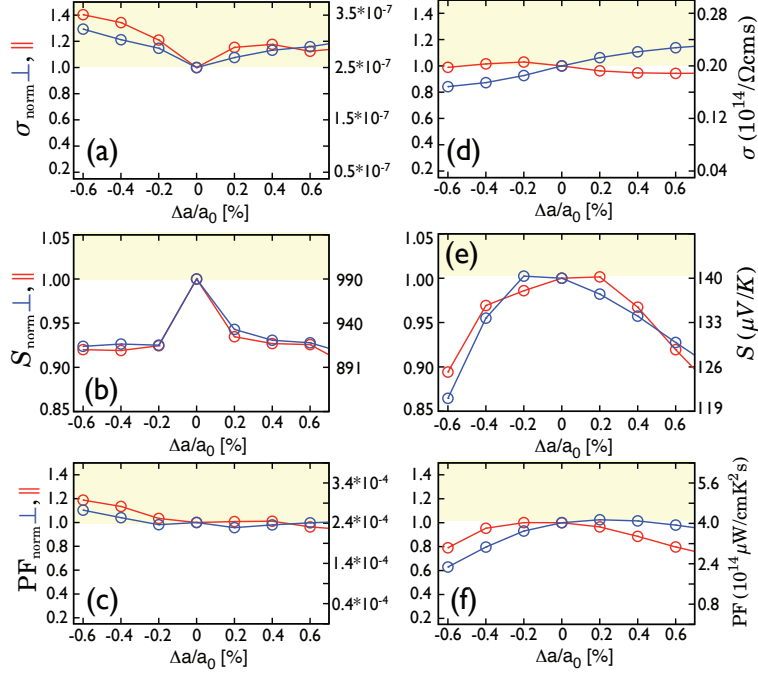 1.4
1.2
1.0
0.8
0.6
0.4
0.2
σnorm⊥, ||
(a)
3.5*10-7
2.5*10-7
1.5*10-7
0.5*10-7
-0.6 -0.4 -0.2 0 0.2 0.4 0.6
Δa/a0 [%]
1.4
1.2
1.0
0.8
0.6
0.4
0.2
(d)
0.28
0.20
0.12
0.04
σ (10^14/Ωcms)
-0.6 -0.4 -0.2 0 0.2 0.4 0.6
Δa/a0 [%]
1.05
1.00
0.95
0.90
0.85
Snorm⊥, ||
(b)
990
940
891
-0.6 -0.4 -0.2 0 0.2 0.4 0.6
Δa/a0 [%]
1.05
1.00
0.95
0.90
0.85
(e)
140
133
126
119
S (μV/K)
-0.6 -0.4 -0.2 0 0.2 0.4 0.6
Δa/a0 [%]
1.4
1.2
1.0
0.8
0.6
0.4
0.2
PFnorm⊥, ||
(c)
3.4*10-4
2.4*10-4
1.4*10-4
0.4*10-4
-0.6 -0.4 -0.2 0 0.2 0.4 0.6
Δa/a0 [%]
1.4
1.2
1.0
0.8
0.6
0.4
0.2
(f)
5.6
4.0
2.4
0.8
PF (10^14 μW/cmK^2s)
-0.6 -0.4 -0.2 0 0.2 0.4 0.6
Δa/a0 [%]